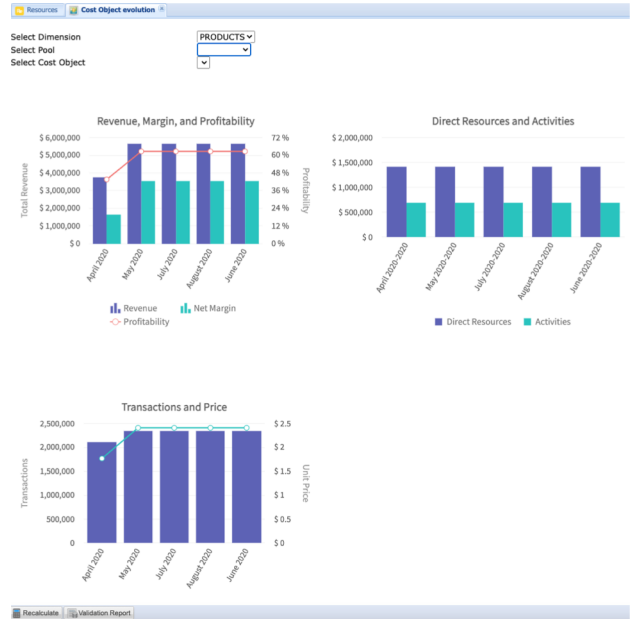 Resources Cost Object evolution
Select Dimension PRODUCTS
Select Pool
Select Cost Object
Revenue, Margin, and Profitability
$ 6,000,000
$ 5,000,000
$ 4,000,000
$ 3,000,000
$ 2,000,000
$ 1,000,000
$ 0
Total Revenue
72 %
60 %
48 %
36 %
24 %
12 %
0 %
Profitability
April 2020 May 2020 July 2020 August 2020 June 2020
Revenue Net Margin
Profitability
Direct Resources and Activities
$ 2,000,000
$ 1,500,000
$ 1,000,000
$ 500,000
$ 0
April 2020-2020 May 2020-2020 July 2020-2020 August 2020-2020 June 2020-2020
Direct Resources Activities
Transactions and Price
2,500,000
2,000,000
1,500,000
1,000,000
500,000
0
Transactions
$ 2.5
$ 2
$ 1.5
$ 1
$ 0.5
$ 0
Unit Price
April 2020 May 2020 July 2020 August 2020 June 2020
Recalculate Validation Report